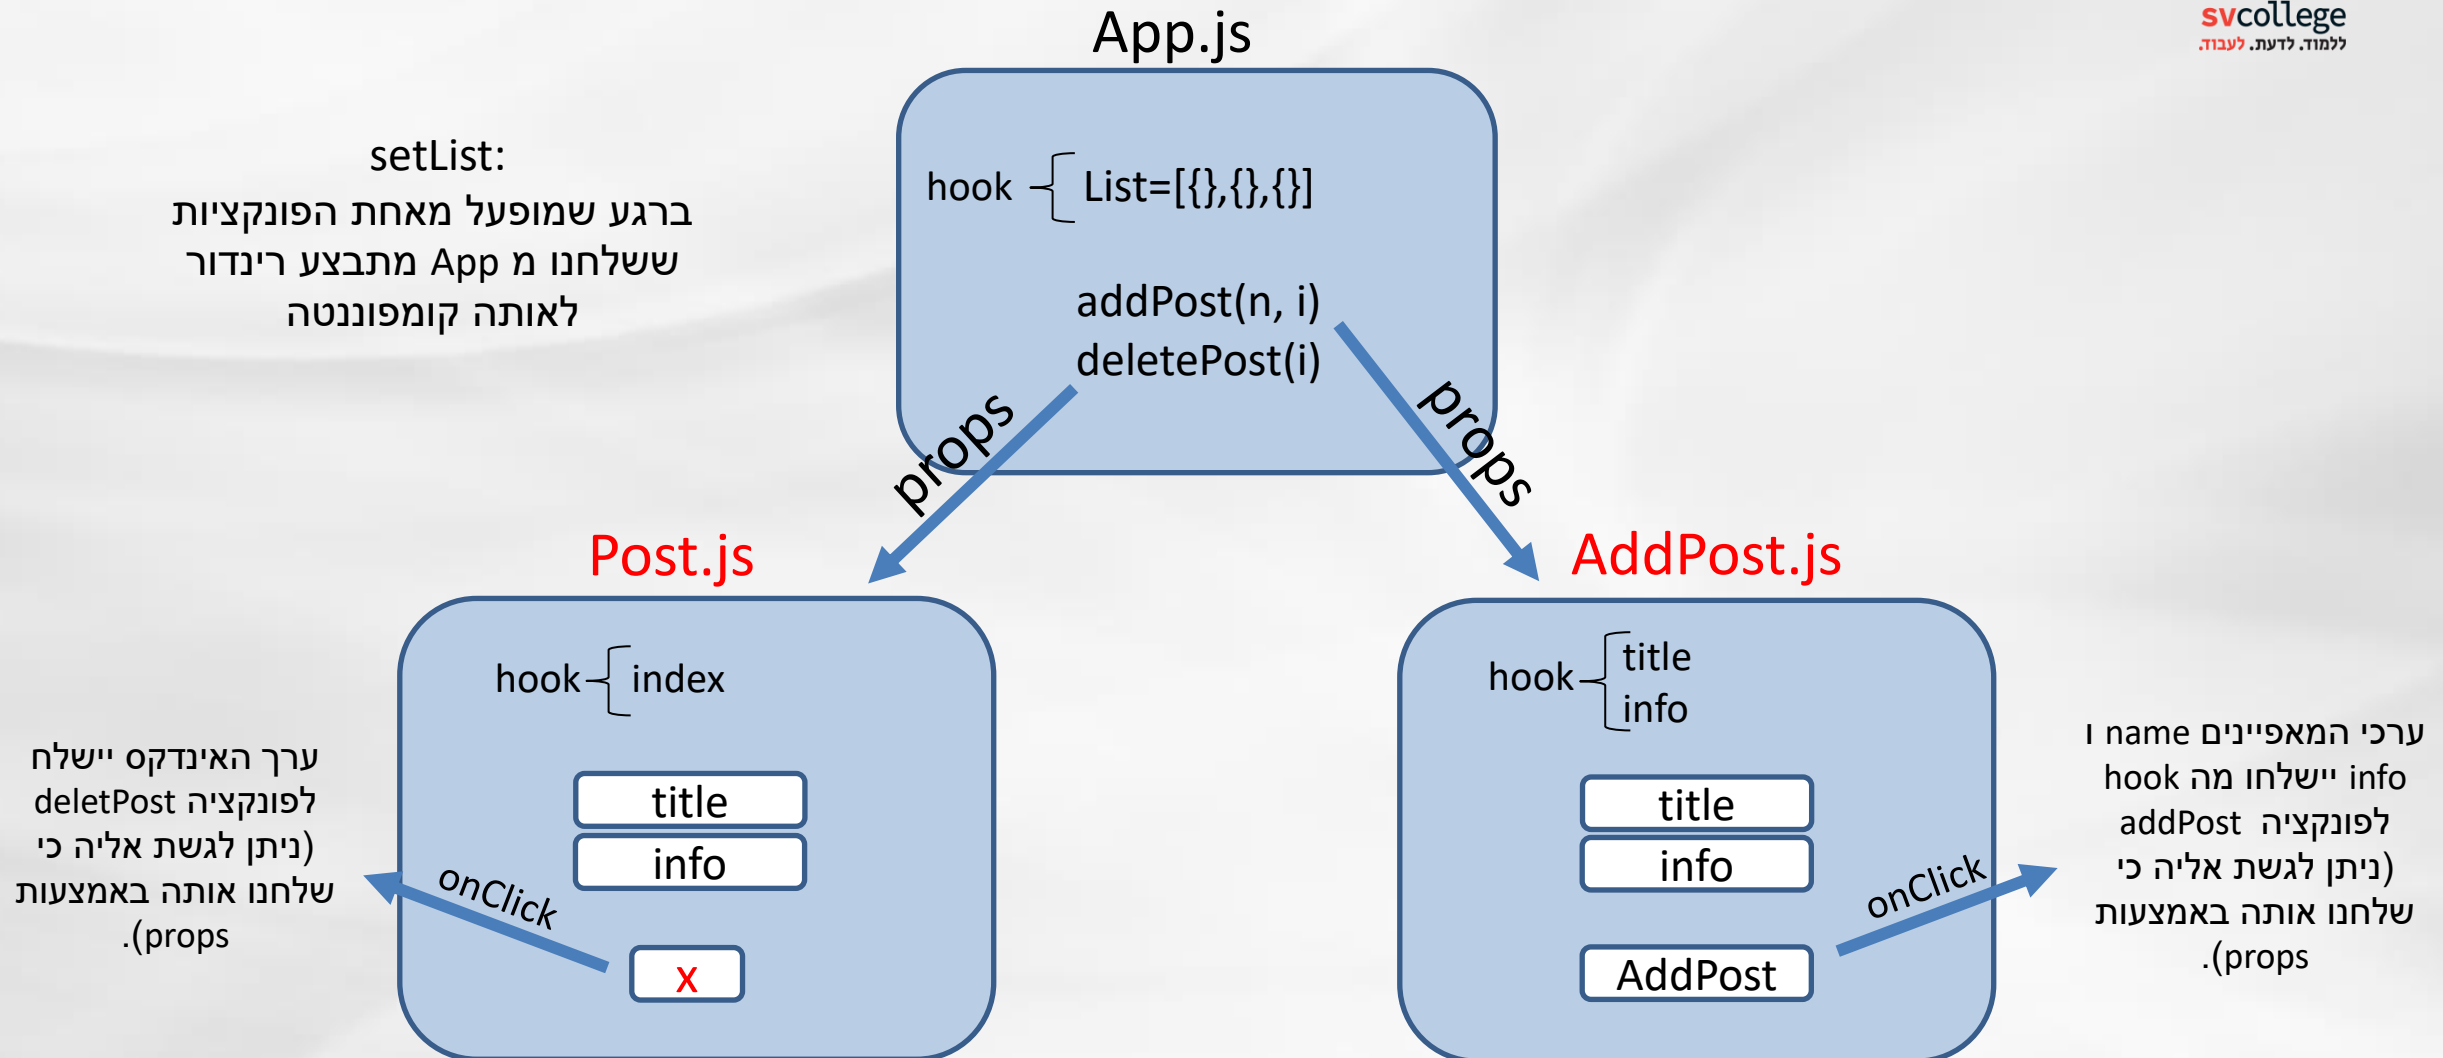 App.js
svcollege
ללמוד. לדעת. לעבוד.
setList:
ברגע שמופעל מאחת הפונקציות
ששלחנו מ App מתבצע רינדור
לאותה קומפוננטה
hook
List=[{},{},{}]
addPost(n, i)
deletePost(i)
props
props
Post.js
AddPost.js
hook
index
title
info
onClick
x
ערך האינדקס יישלח
לפונקציה deletPost
(ניתן לגשת אליה כי
שלחנו אותה באמצעות
props).
hook
title
info
title
info
onClick
AddPost
ערכי המאפיינים name ו
info יישלחו מה hook
לפונקציה addPost
(ניתן לגשת אליה כי
שלחנו אותה באמצעות
props).